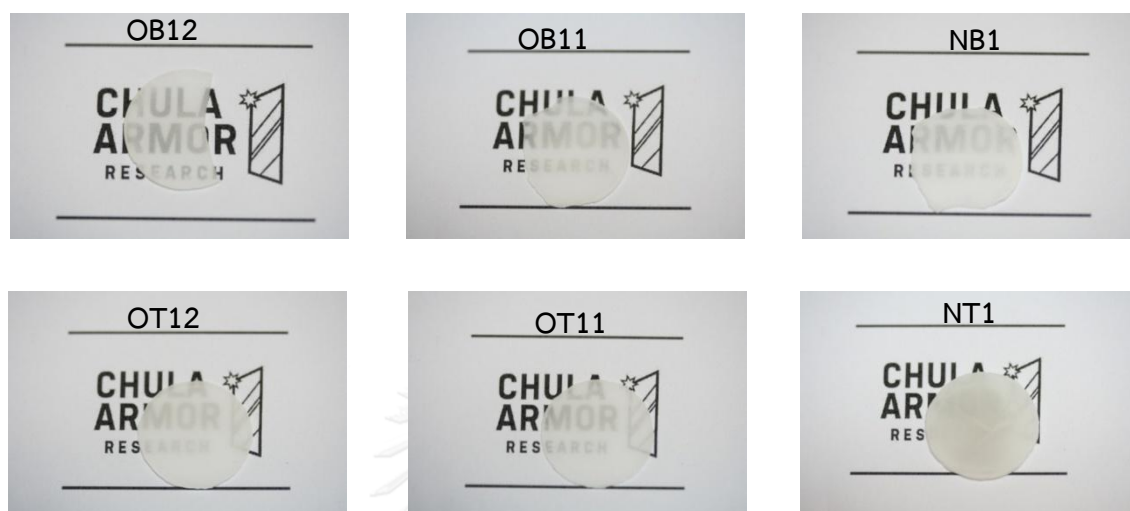 OB12
CHULA
ARMOR
RESEARCH
OB11
CHULA
ARMOR
RESEARCH
NB1
CHULA
ARMOR
RESEARCH
OT12
CHULA
ARMOR
RESEARCH
OT11
CHULA
ARMOR
RESEARCH
NT1
CHULA
AR
RES